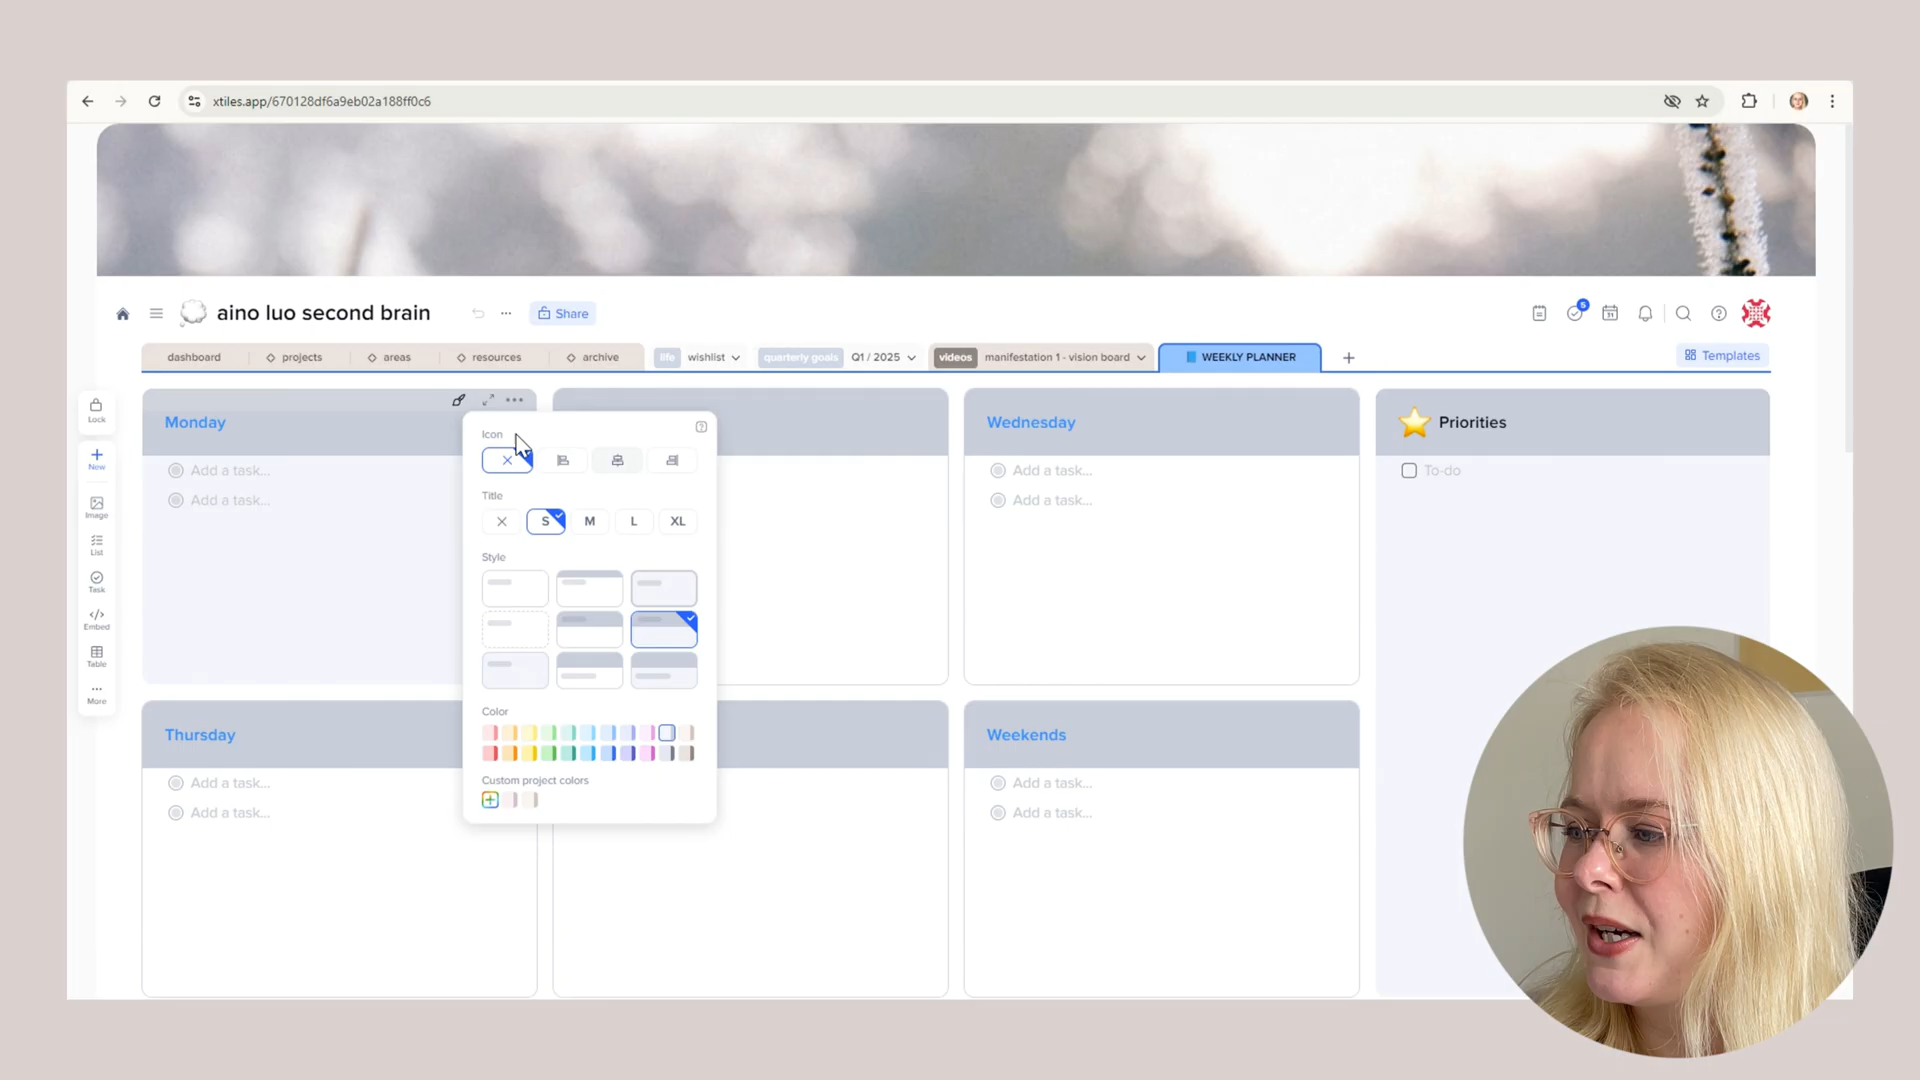 xtiles.app/670128df6a9eb02a188ff0c6
aino luo second brain
Share
5
31
dashboard
projects
areas
resources
archive
life
wishlist
quarterly goals
Q1 / 2025
videos
manifestation 1 - vision board
WEEKLY PLANNER
Templates
Lock
New
Image
List
Task
Embed
Table
More
Monday
Add a task...
Add a task...
Wednesday
Add a task...
Add a task...
Priorities
To-do
Thursday
Add a task...
Add a task...
Weekends
Add a task...
Add a task...
Icon
Title
S
M
L
XL
Style
Color
Custom project colors